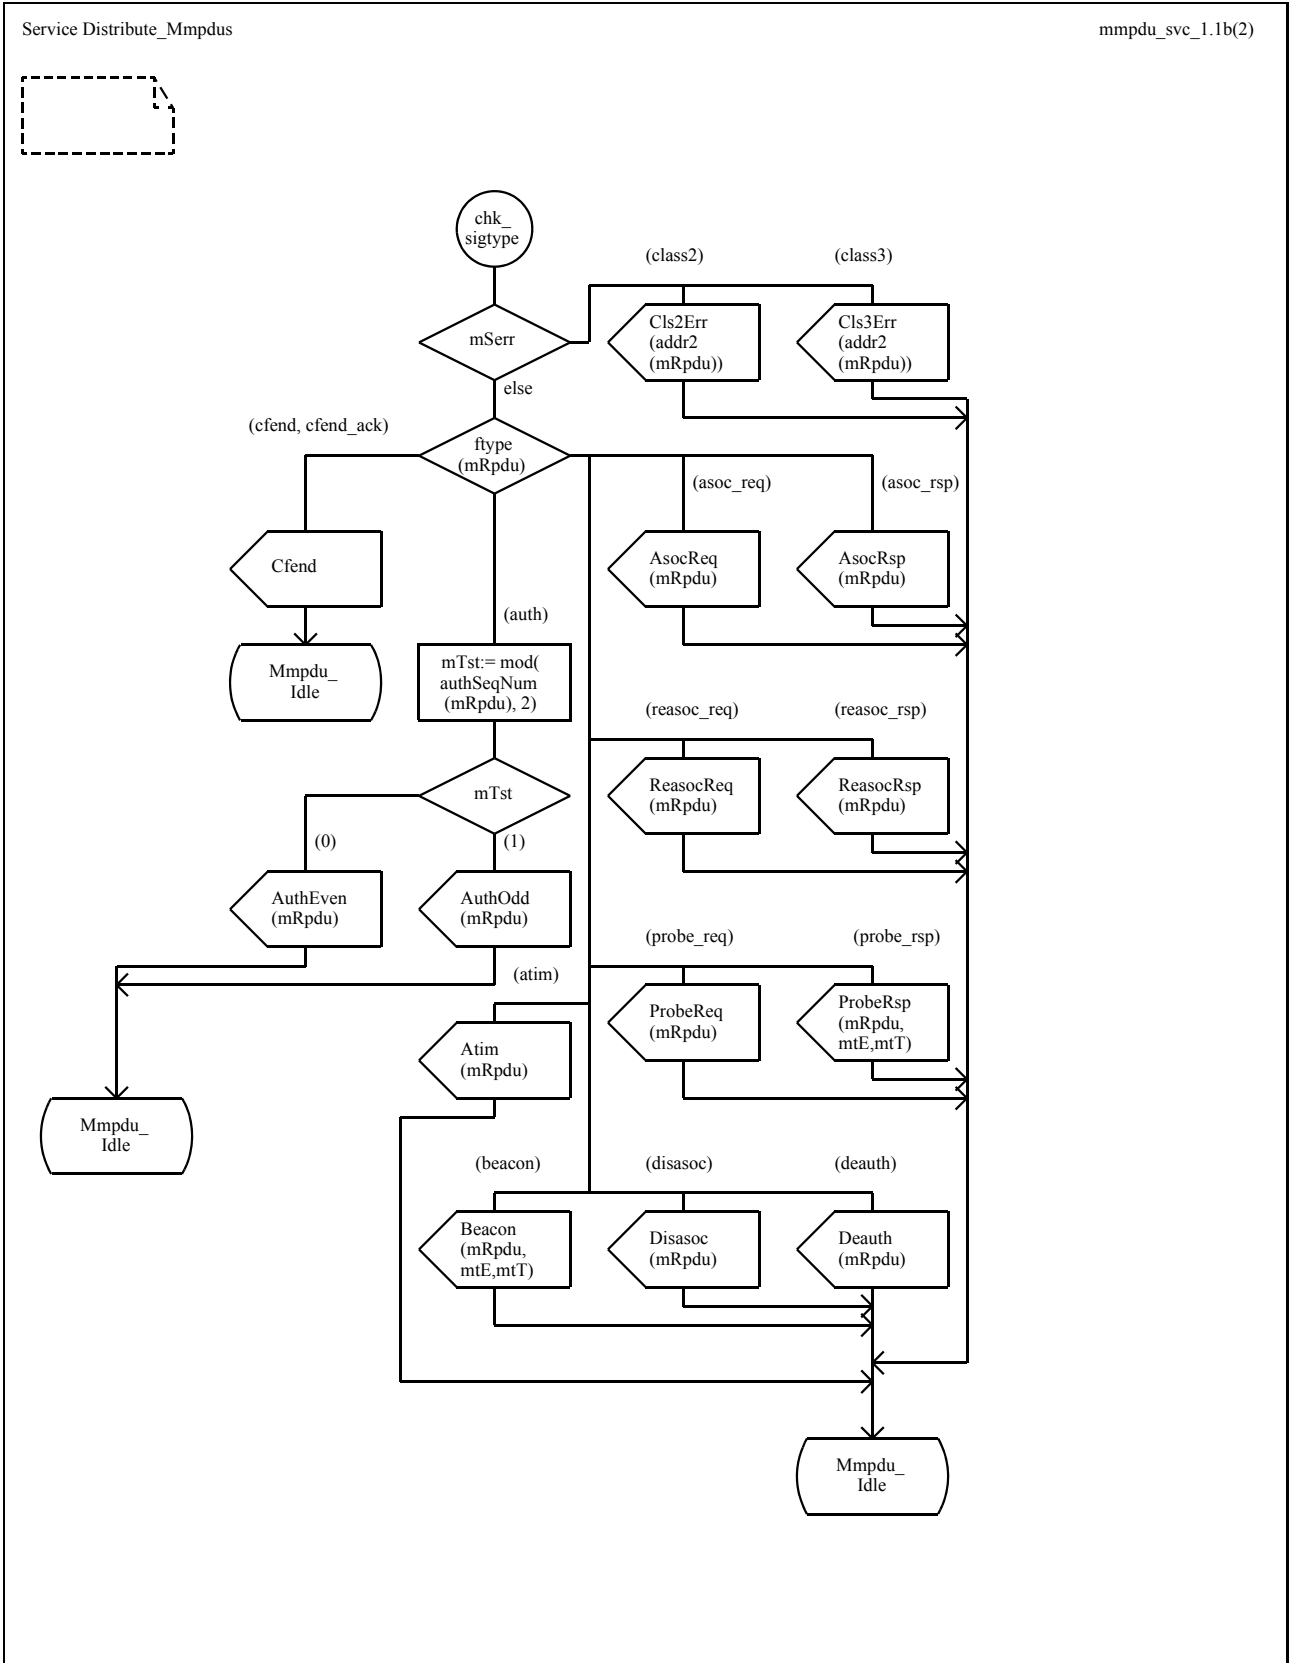 Service Distribute_Mmpdus
mmpdu_svc_1.1b(2)
chk_
sigtype
(class2)
(class3)
mSerr
Cls2Err
(addr2
(mRpdu))
Cls3Err
(addr2
(mRpdu))
else
(cfend, cfend_ack)
ftype
(mRpdu)
(asoc_req)
(asoc_rsp)
Cfend
AsocReq
(mRpdu)
AsocRsp
(mRpdu)
(auth)
Mmpdu_
Idle
mTst:= mod(
authSeqNum
(mRpdu), 2)
(reasoc_req)
(reasoc_rsp)
mTst
ReasocReq
(mRpdu)
ReasocRsp
(mRpdu)
(0)
(1)
AuthEven
(mRpdu)
AuthOdd
(mRpdu)
(probe_req)
(probe_rsp)
(atim)
ProbeReq
(mRpdu)
ProbeRsp
(mRpdu,
mtE,mtT)
Atim
(mRpdu)
Mmpdu_
Idle
(beacon)
(disasoc)
(deauth)
Beacon
(mRpdu,
mtE,mtT)
Disasoc
(mRpdu)
Deauth
(mRpdu)
Mmpdu_
Idle